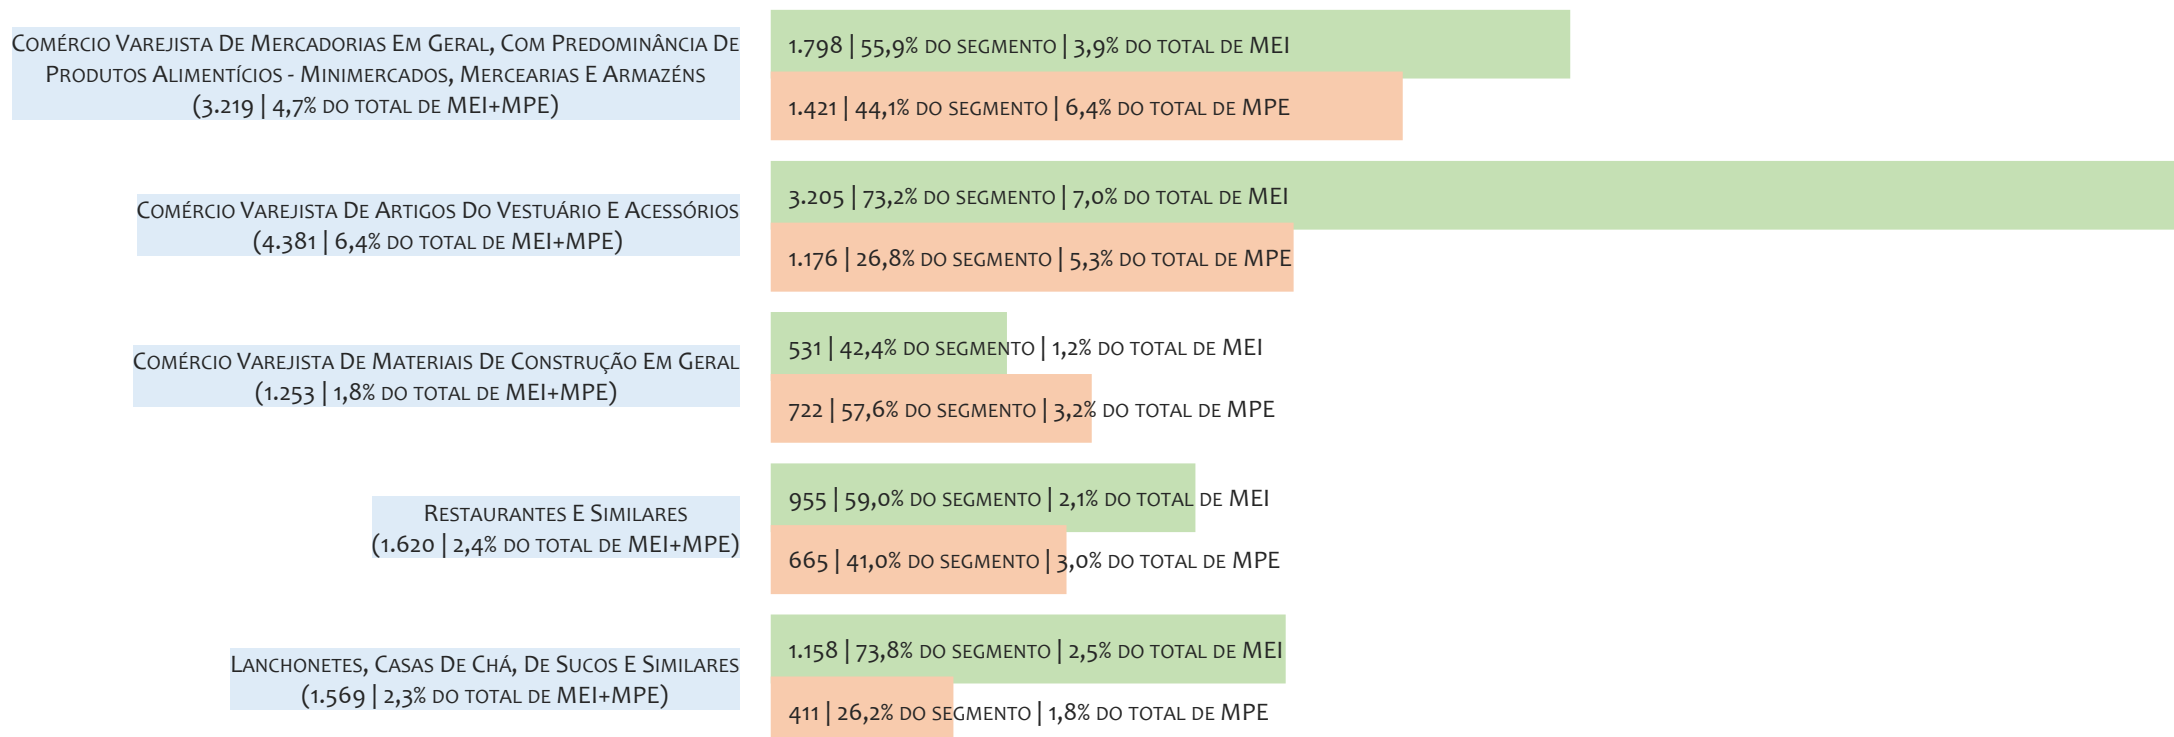 Comércio Varejista De Mercadorias Em Geral, Com Predominância De
Produtos Alimentícios - Minimercados, Mercearias E Armazéns
(3.219 | 4,7% do total de MEI+MPE)
1.798 | 55,9% do segmento | 3,9% do total de MEI
1.421 | 44,1% do segmento | 6,4% do total de MPE
Comércio Varejista De Artigos Do Vestuário E Acessórios
(4.381 | 6,4% do total de MEI+MPE)
3.205 | 73,2% do segmento | 7,0% do total de MEI
1.176 | 26,8% do segmento | 5,3% do total de MPE
Comércio Varejista De Materiais De Construção Em Geral
(1.253 | 1,8% do total de MEI+MPE)
531 | 42,4% do segmento | 1,2% do total de MEI
722 | 57,6% do segmento | 3,2% do total de MPE
Restaurantes E Similares
(1.620 | 2,4% do total de MEI+MPE)
955 | 59,0% do segmento | 2,1% do total de MEI
665 | 41,0% do segmento | 3,0% do total de MPE
Lanchonetes, Casas De Chá, De Sucos E Similares
(1.569 | 2,3% do total de MEI+MPE)
1.158 | 73,8% do segmento | 2,5% do total de MEI
411 | 26,2% do segmento | 1,8% do total de MPE